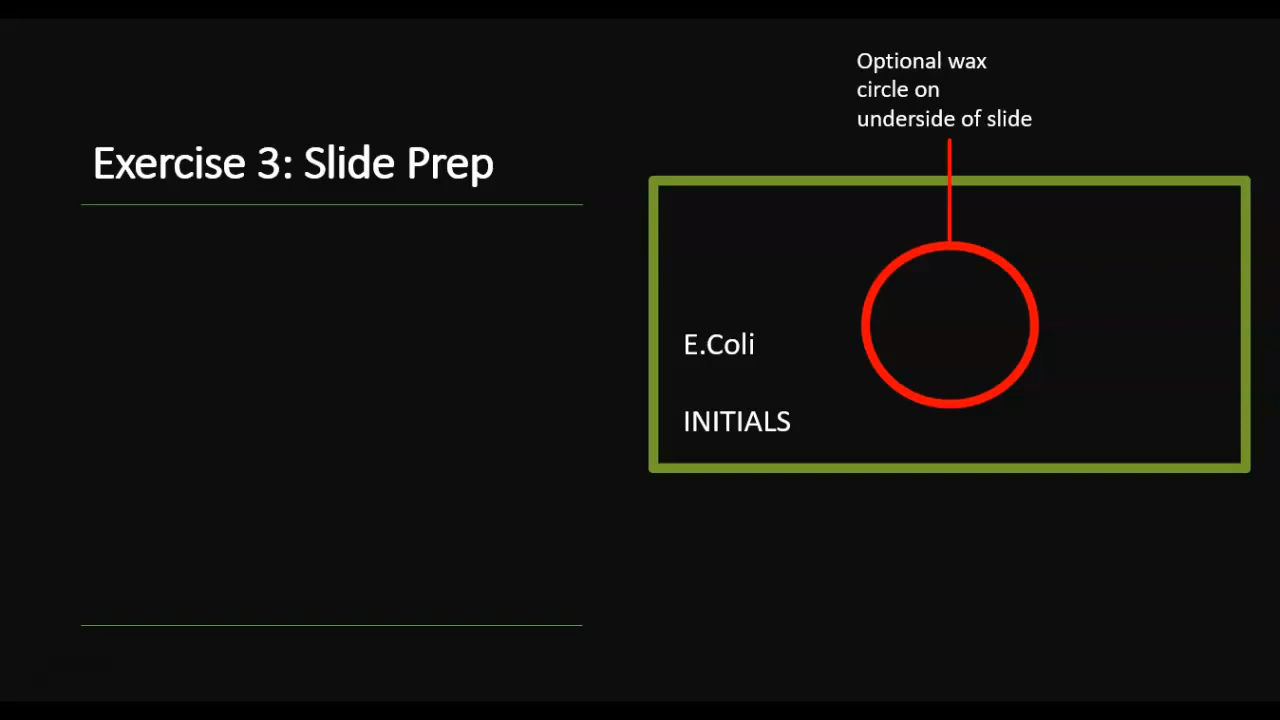 Exercise 3: Slide Prep
Optional wax
circle on
underside of slide
E.Coli
INITIALS